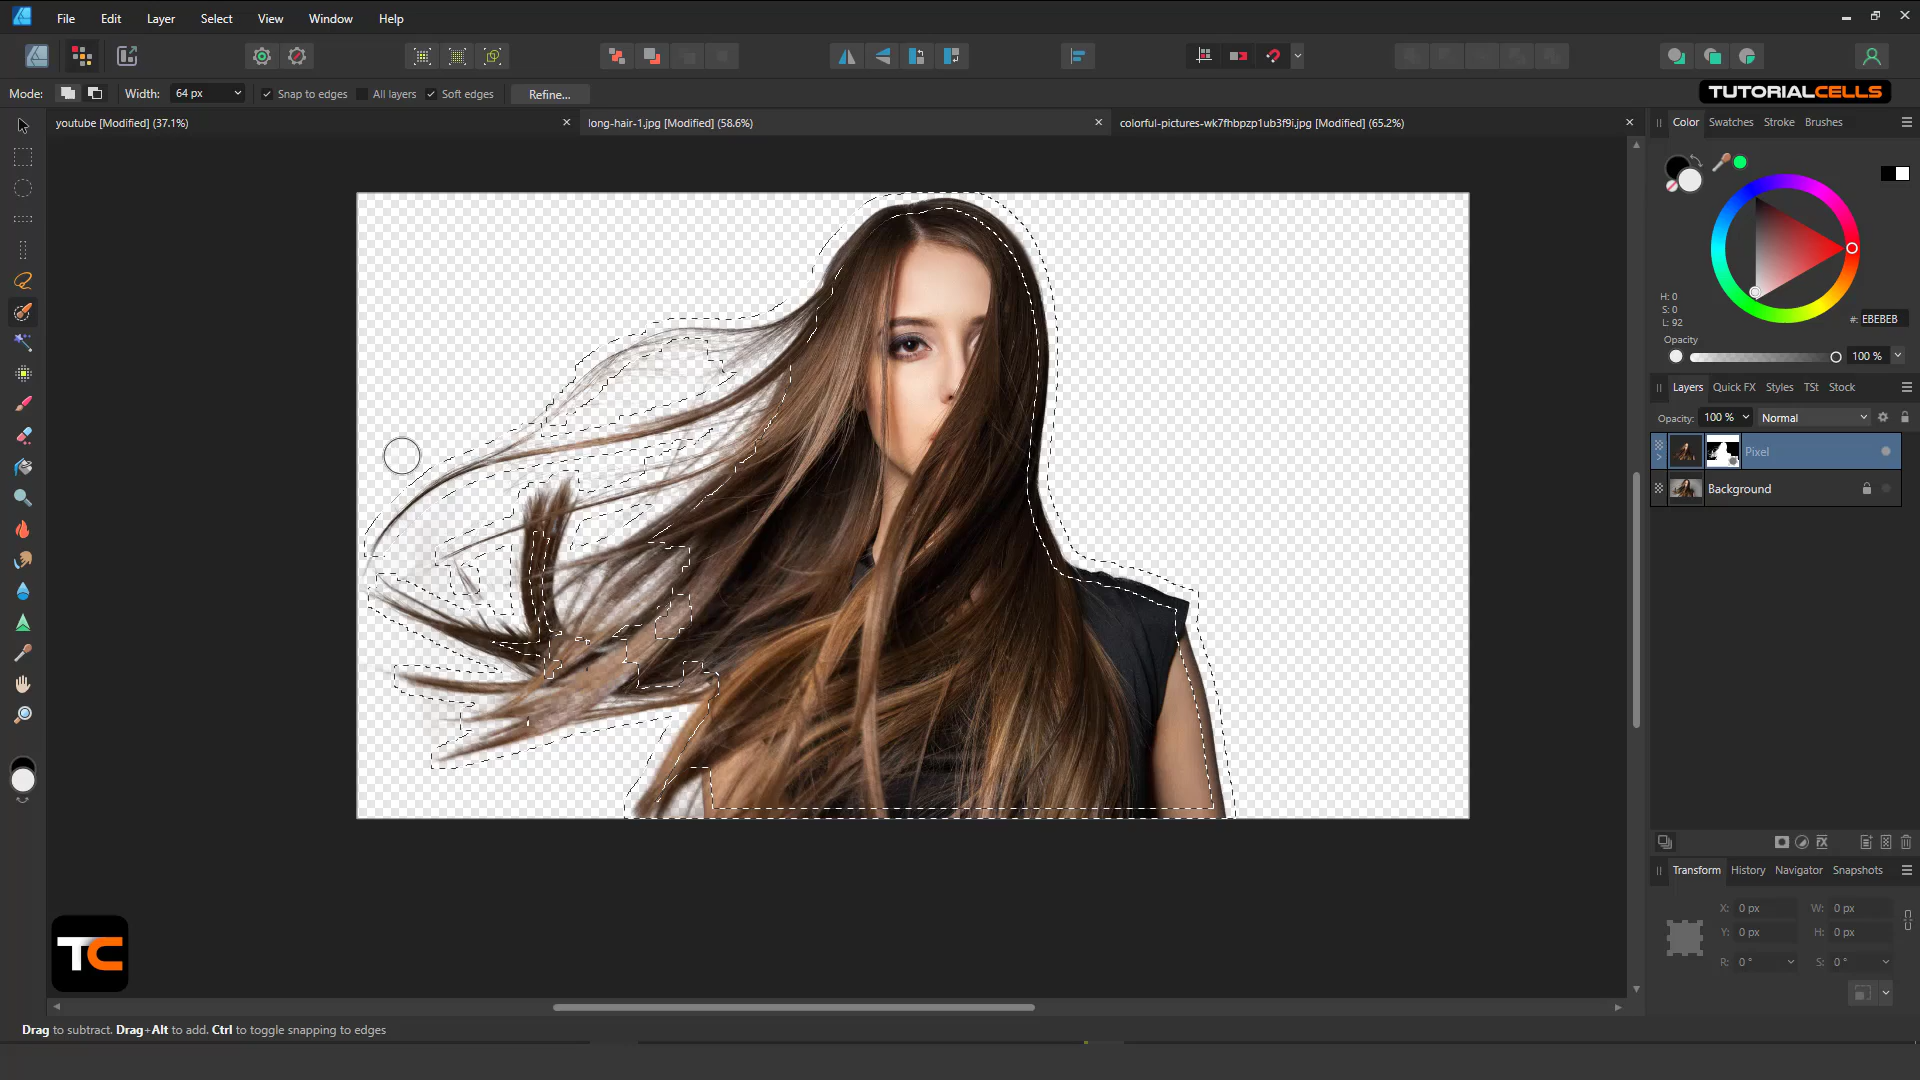 File Edit Layer Select View Window Help
Mode: Width: 64 px Snap to edges All layers Soft edges Refine...
TUTORIALCELLS
youtube [Modified] (37.1%) long-hair-1.jpg [Modified] (58.6%) colorful-pictures-wk7fhbpzp1ub3f9i.jpg [Modified] (65.2%)
Color Swatches Stroke Brushes
H: 0
S: 0
L: 92
#: EBEBEB
Opacity
100 %
Layers Quick FX Styles TSt Stock
Opacity: 100 % Normal
Pixel
Background
Transform History Navigator Snapshots
X: 0 px W: 0 px
Y: 0 px H: 0 px
R: 0 ° S: 0 °
TC
Drag to subtract. Drag+Alt to add. Ctrl to toggle snapping to edges